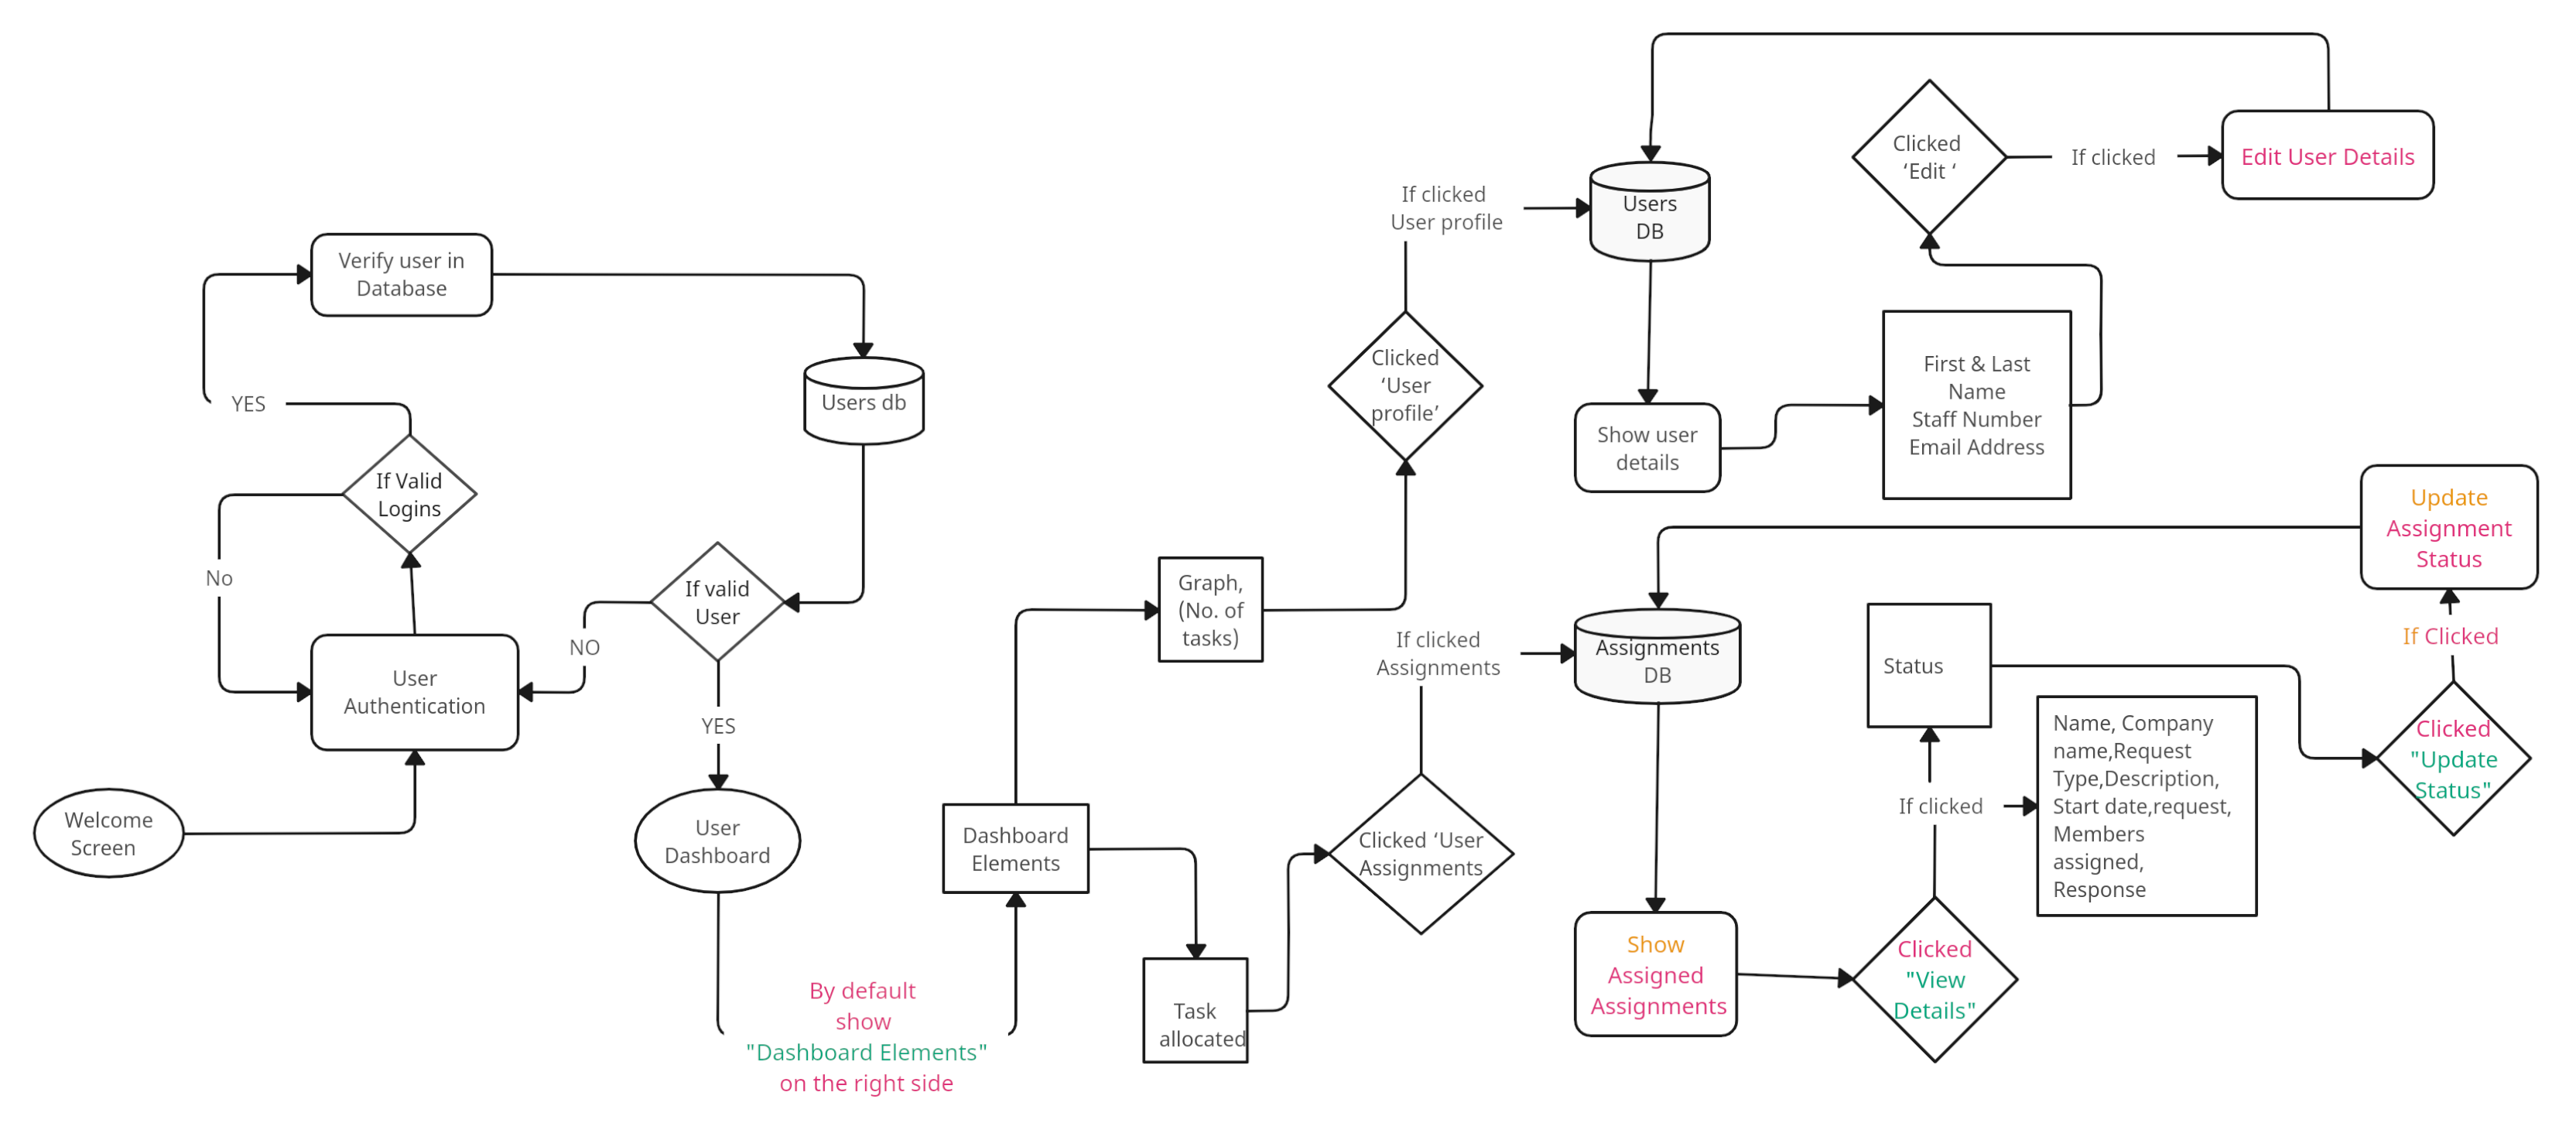 Welcome
Screen
User
Authentication
If Valid
Logins
No
YES
Verify user in
Database
Users db
If valid
User
NO
YES
User
Dashboard
By default
show
"Dashboard Elements"
on the right side
Dashboard
Elements
Graph,
(No. of
tasks)
Task
allocated
Clicked
‘User
profile’
If clicked
User profile
Users
DB
Show user
details
First & Last
Name
Staff Number
Email Address
Clicked
‘Edit ‘
If clicked
Edit User Details
Clicked ‘User
Assignments
If clicked
Assignments
Assignments
DB
Show
Assigned
Assignments
Clicked
"View
Details"
If clicked
Status
Name, Company
name,Request
Type,Description,
Start date,request,
Members
assigned,
Response
Clicked
"Update
Status"
If Clicked
Update
Assignment
Status